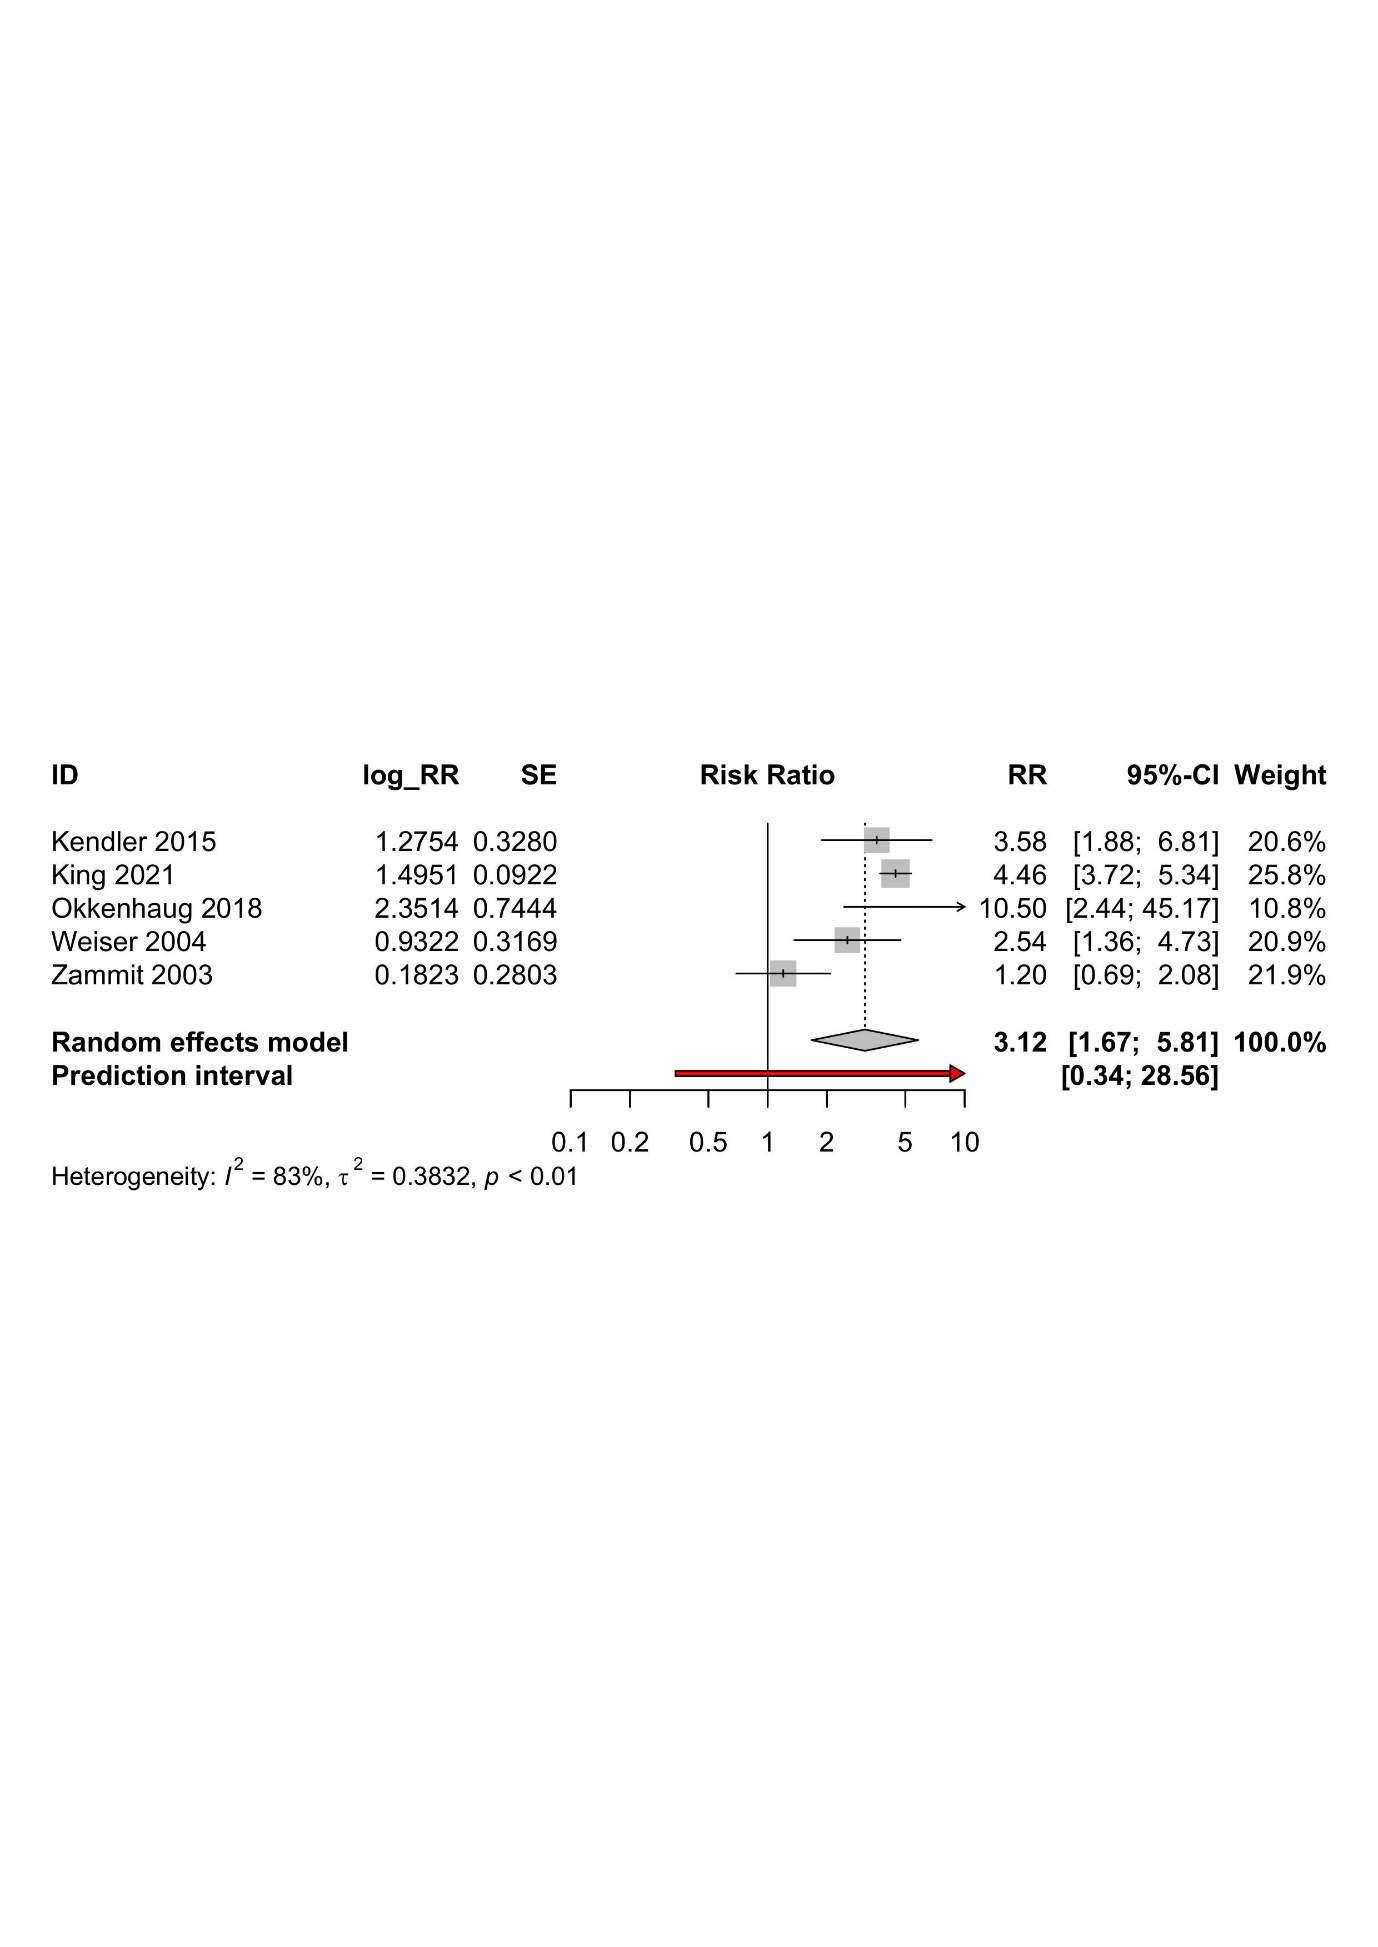 ID log_RR SE Risk Ratio RR 95%-CI Weight
Kendler 2015 1.2754 0.3280 3.58 [1.88; 6.81] 20.6%
King 2021 1.4951 0.0922 4.46 [3.72; 5.34] 25.8%
Okkenhaug 2018 2.3514 0.7444 10.50 [2.44; 45.17] 10.8%
Weiser 2004 0.9322 0.3169 2.54 [1.36; 4.73] 20.9%
Zammit 2003 0.1823 0.2803 1.20 [0.69; 2.08] 21.9%
Random effects model 3.12 [1.67; 5.81] 100.0%
Prediction interval [0.34; 28.56]
0.1 0.2 0.5 1 2 5 10
Heterogeneity: I² = 83%, τ² = 0.3832, p < 0.01